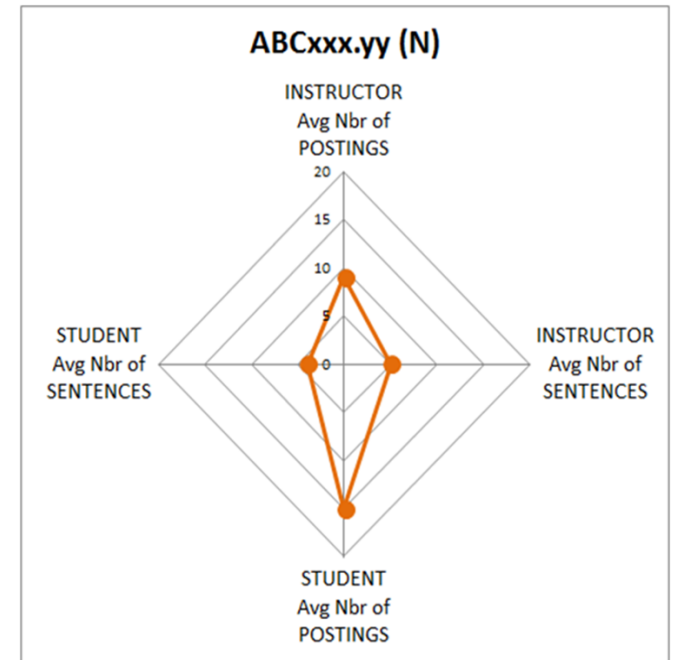 ABCxxx.yy (N)
INSTRUCTOR
Avg Nbr of
POSTINGS
20
15
10
5
0
STUDENT
Avg Nbr of
SENTENCES
INSTRUCTOR
Avg Nbr of
SENTENCES
STUDENT
Avg Nbr of
POSTINGS